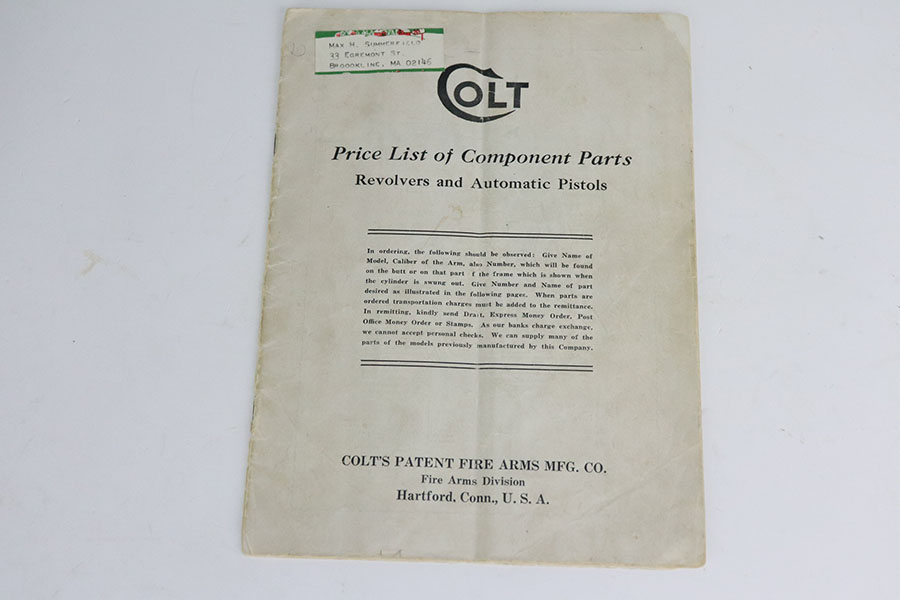 MAX H. SUMMERFIELD
33 EGREMONT ST.
BROOKLINE, MA 02146
COLT
Price List of Component Parts
Revolvers and Automatic Pistols
In ordering, the following should be observed: Give Name of
Model, Caliber of the Arm, also Number, which will be found
on the butt or on that part f the frame which is shown when
the cylinder is swung out. Give Number and Name of part
desired as illustrated in the following pages. When parts are
ordered transportation charges must be added to the remittance.
In remitting, kindly send Draft, Express Money Order, Post
Office Money Order or Stamps. As our banks charge exchange,
we cannot accept personal checks. We can supply many of the
parts of the models previously manufactured by this Company.
COLT'S PATENT FIRE ARMS MFG. CO.
Fire Arms Division
Hartford, Conn., U. S. A.